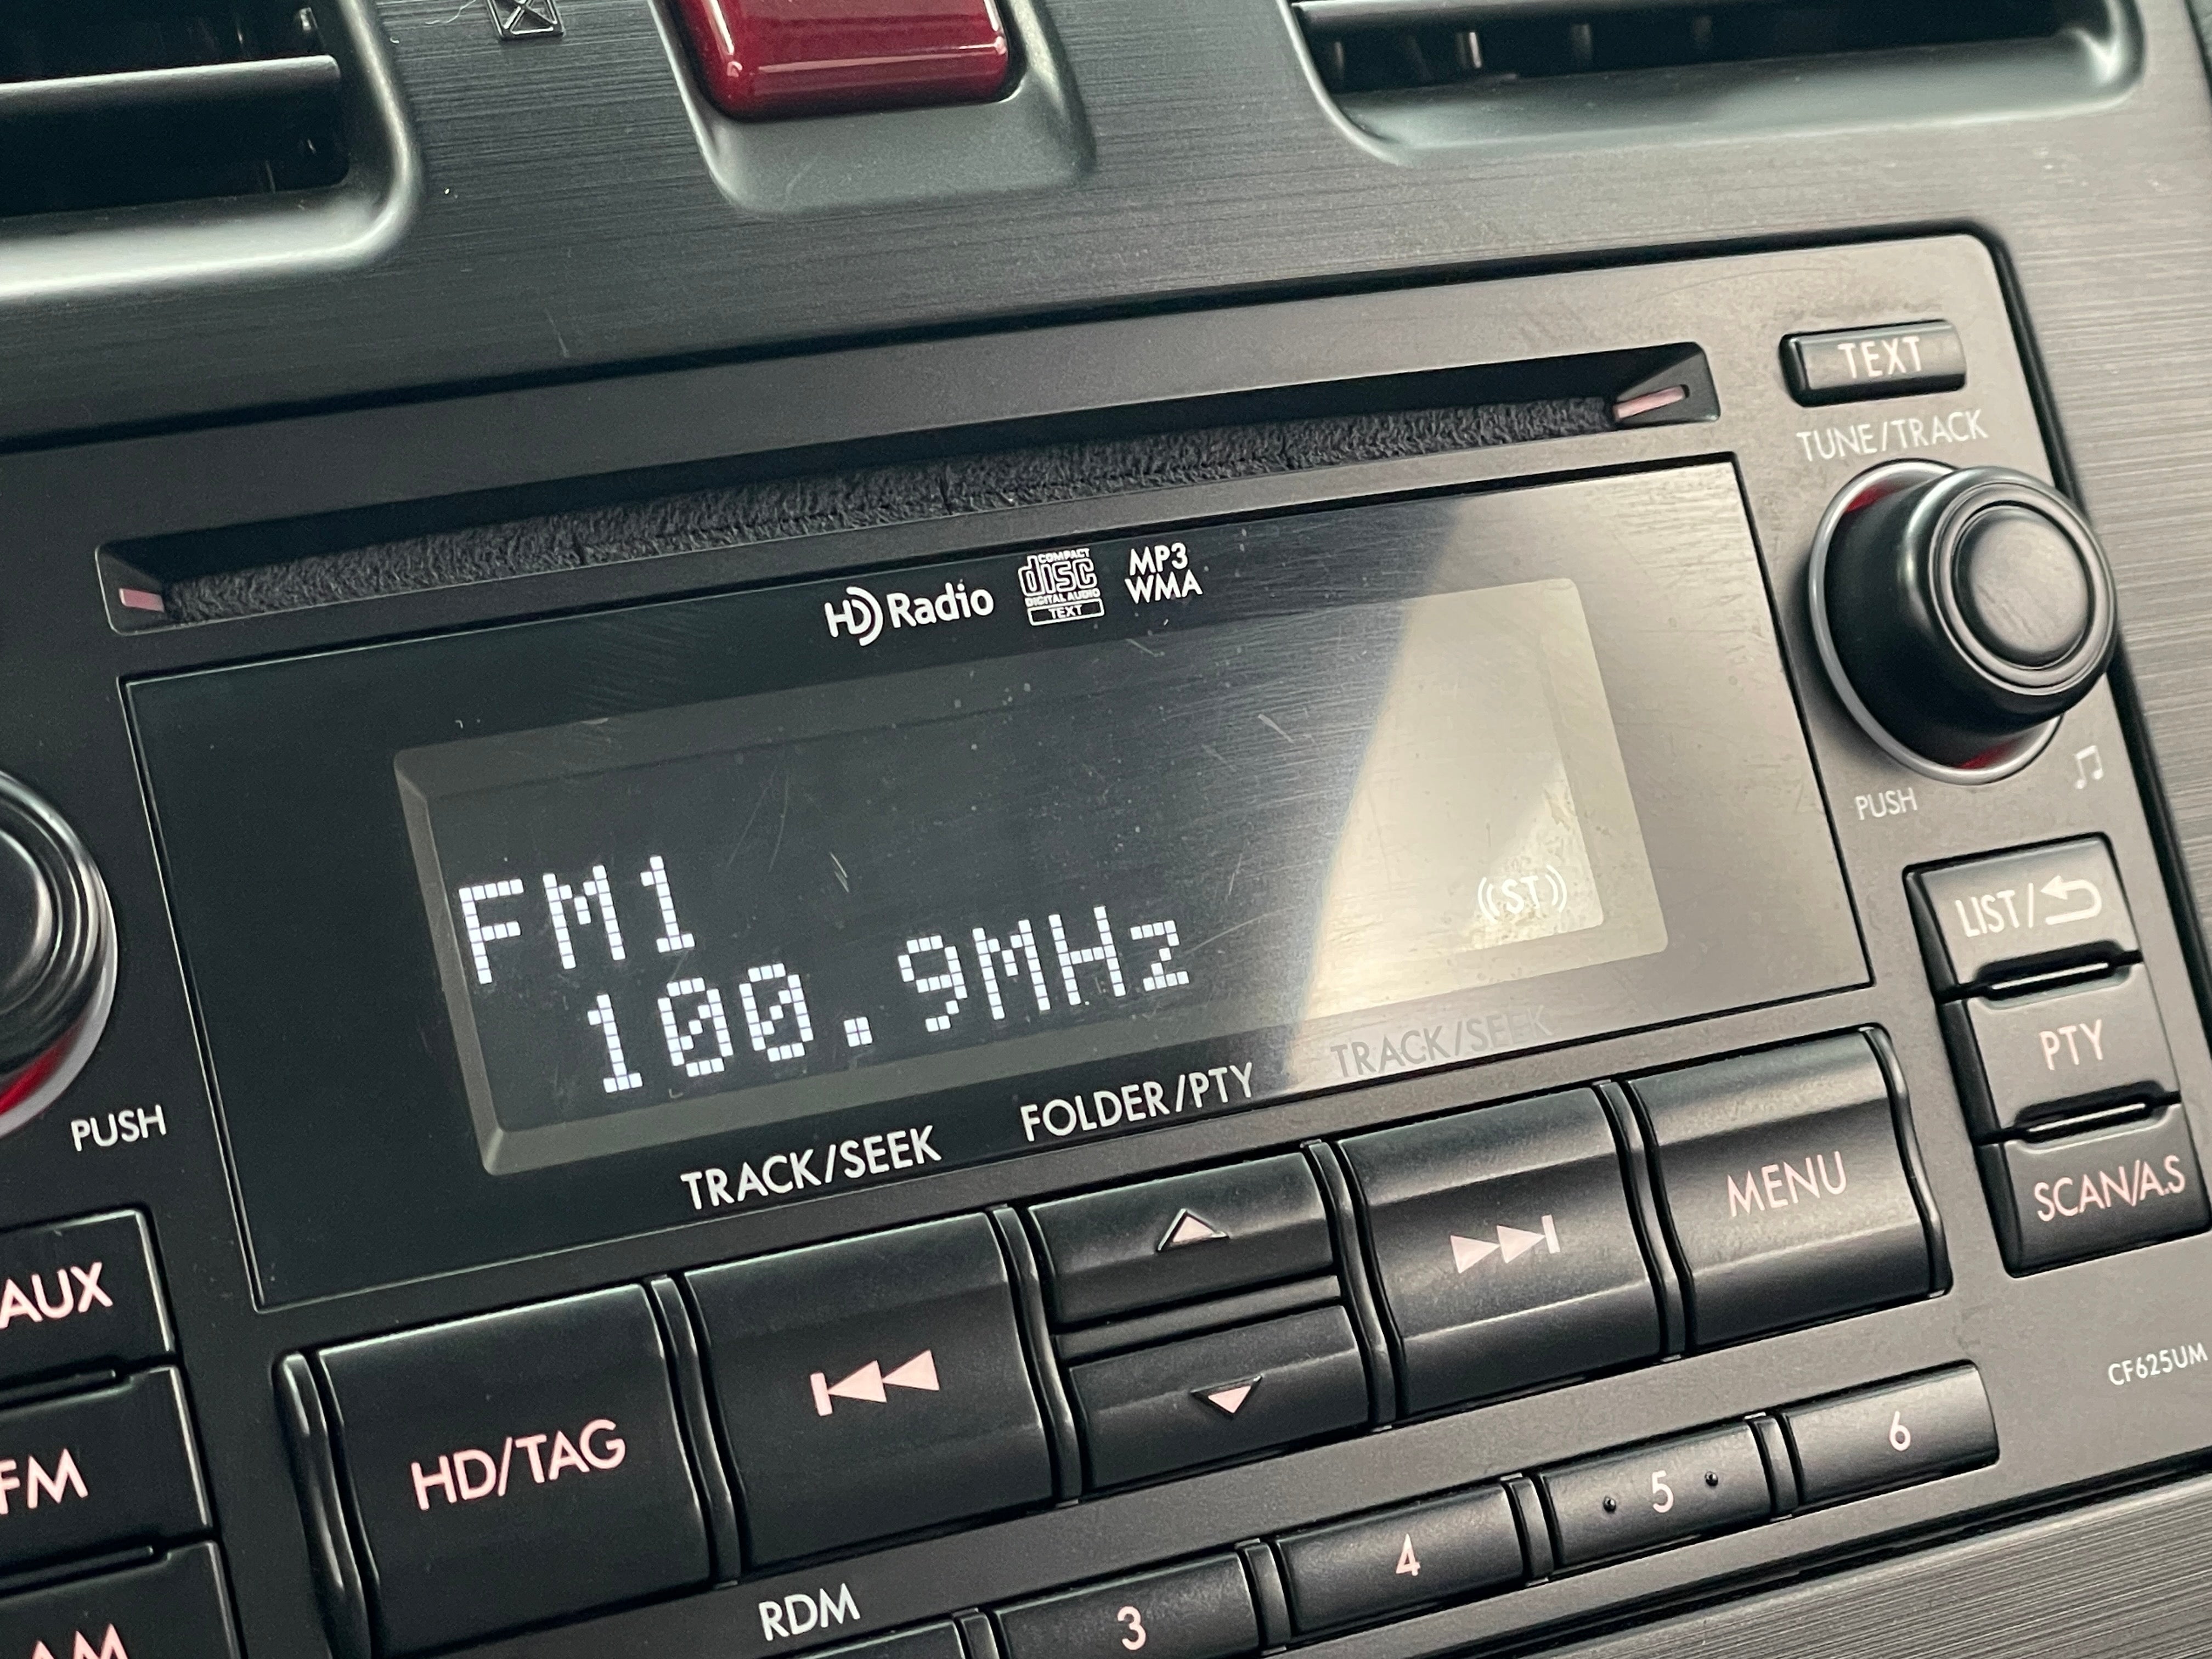 TEXT
TUNE/TRACK
HD Radio
COMPACT
disc
DIGITAL AUDIO
TEXT
MP3
WMA
PUSH
FM1
100.9MHz
((ST))
LIST/
PTY
SCAN/A.S
PUSH
TRACK/SEEK
FOLDER/PTY
TRACK/SEEK
MENU
AUX
FM
AM
HD/TAG
CF625UM
RDM
3
4
5
6